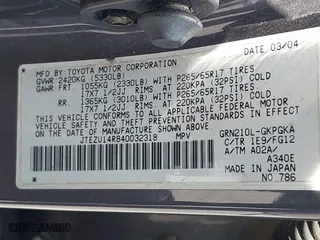 MFD. BY:
TOYOTA MOTOR CORPORATION DATE 03/04
GVWR: 2420KG (5330LB)
GAWR: FRT. 1055KG (2330LB) WITH P265/65R17 TIRES
17X7 1/2JJ RIMS, AT 220KPA (32PSI) COLD
RR. 1365KG (3010LB) WITH P265/65R17 TIRES
17X7 1/2JJ RIMS, AT 220KPA (32PSI) COLD
THIS VEHICLE CONFORMS TO ALL APPLICABLE FEDERAL
MOTOR VEHICLE SAFETY AND THEFT PREVENTION
STANDARDS IN EFFECT ON THE DATE OF
MANUFACTURE SHOWN ABOVE.
JTEZU14R840032318 MPV
GRN210L-GKPGKA
C/TR 1E9/FG12
A/TM A02A/
A340E
MADE IN JAPAN
NO.786